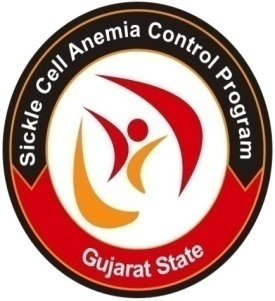 Sickle Cell Anemia Control Program
Gujarat State